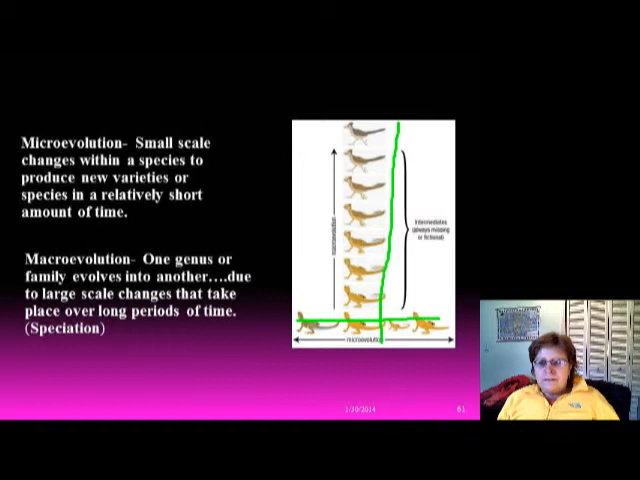 Microevolution- Small scale
changes within a species to
produce new varieties or
species in a relatively short
amount of time.
Macroevolution- One genus or
family evolves into another....due
to large scale changes that take
place over long periods of time.
(Speciation)
macroevolution
Intermediates
(always missing
or fictional)
microevolution
1/30/2014
61